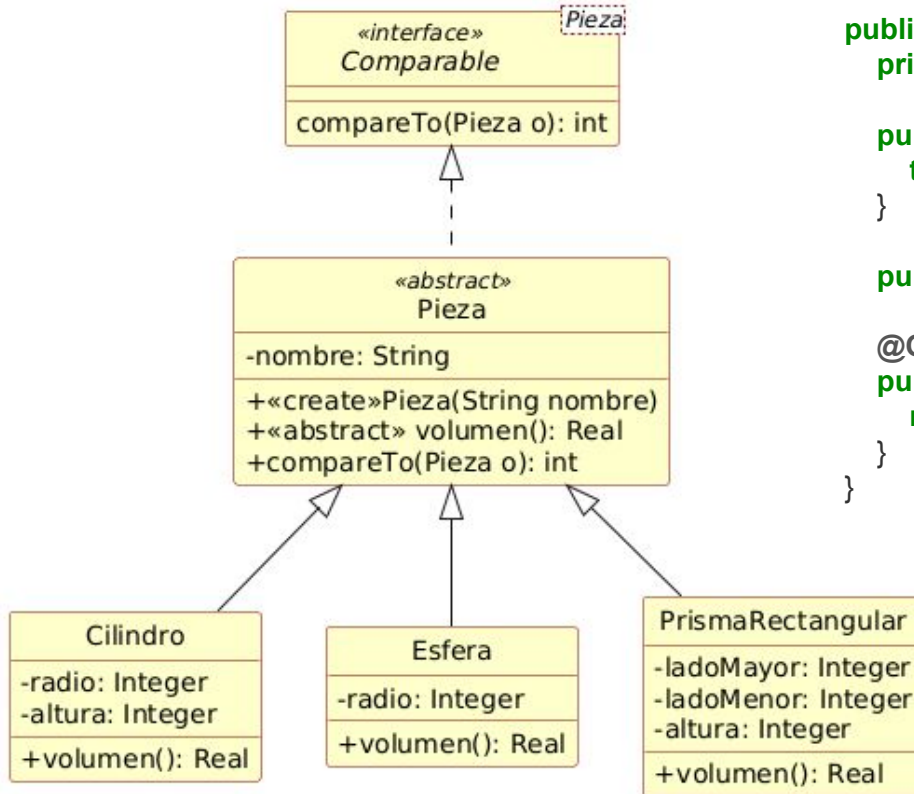 Pieza
«interface»
Comparable
compareTo(Pieza o): int
«abstract»
Pieza
-nombre: String
+«create»Pieza(String nombre)
+«abstract» volumen(): Real
+compareTo(Pieza o): int
Cilindro
-radio: Integer
-altura: Integer
+volumen(): Real
Esfera
-radio: Integer
+volumen(): Real
PrismaRectangular
-ladoMayor: Integer
-ladoMenor: Integer
-altura: Integer
+volumen(): Real
}
}
}